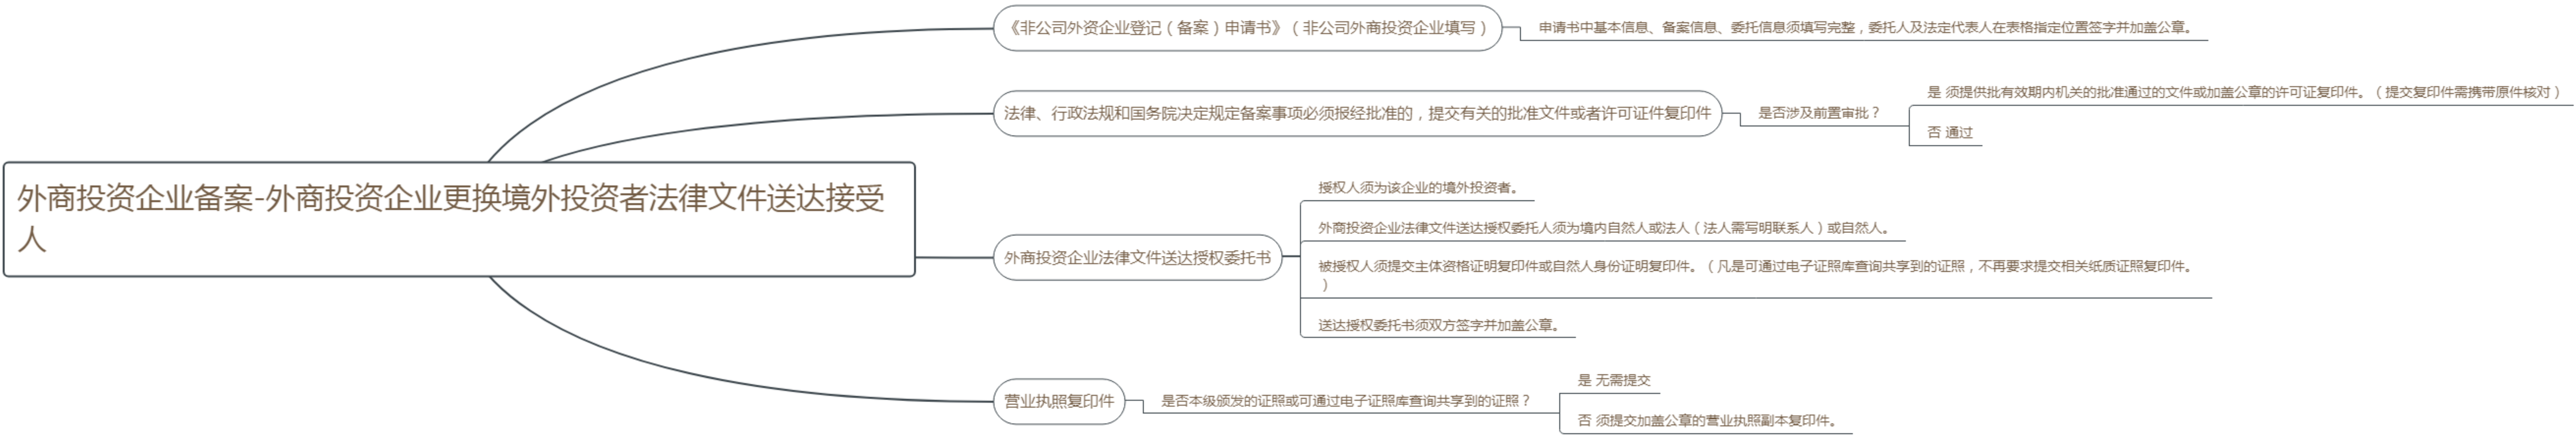 《非公司外资企业登记（备案）申请书》（非公司外商投资企业填写）
申请书中基本信息、备案信息、委托信息须填写完整，委托人及法定代表人在表格指定位置签字并加盖公章。
法律、行政法规和国务院决定规定备案事项必须报经批准的，提交有关的批准文件或者许可证件复印件
是否涉及前置审批？
是 须提供批有效期内机关的批准通过的文件或加盖公章的许可证复印件。（提交复印件需携带原件核对）
否 通过
外商投资企业备案-外商投资企业更换境外投资者法律文件送达接受
人
外商投资企业法律文件送达授权委托书
授权人须为该企业的境外投资者。
外商投资企业法律文件送达授权委托人须为境内自然人或法人（法人需写明联系人）或自然人。
被授权人须提交主体资格证明复印件或自然人身份证明复印件。（凡是可通过电子证照库查询共享到的证照，不再要求提交相关纸质证照复印件。
）
送达授权委托书须双方签字并加盖公章。
营业执照复印件
是否本级颁发的证照或可通过电子证照库查询共享到的证照？
是 无需提交
否 须提交加盖公章的营业执照副本复印件。